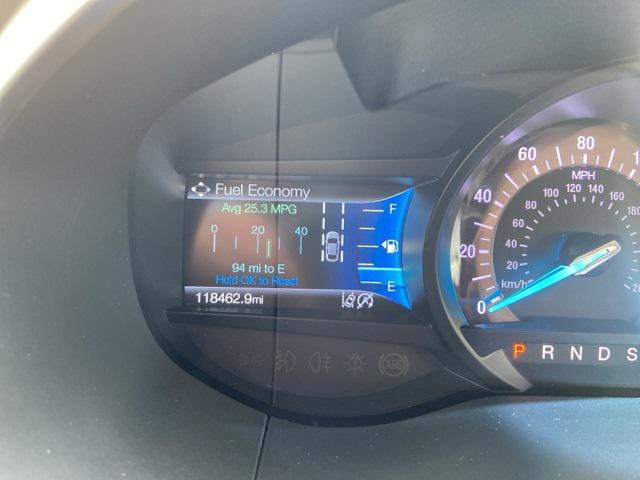 Fuel Economy
Avg 25.3 MPG
0 20 40
94 mi to E
Hold OK to Reset
118462.9mi
F
E
ABS
0 20 40 60 80
MPH
km/h
20 40 60 80 100 120 140 160 180
P R N D S